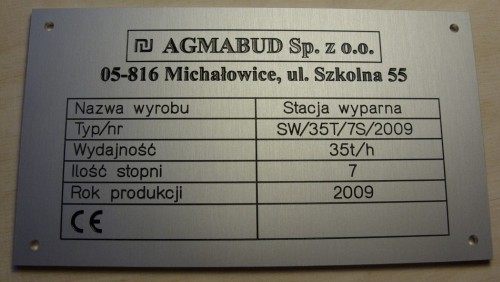 AGMABUD Sp. z o.o.
05-816 Michałowice, ul. Szkolna 55
Nazwa wyrobu Stacja wyparna
Typ/nr SW/35T/7S/2009
Wydajność 35t/h
Ilość stopni 7
Rok produkcji 2009
CE